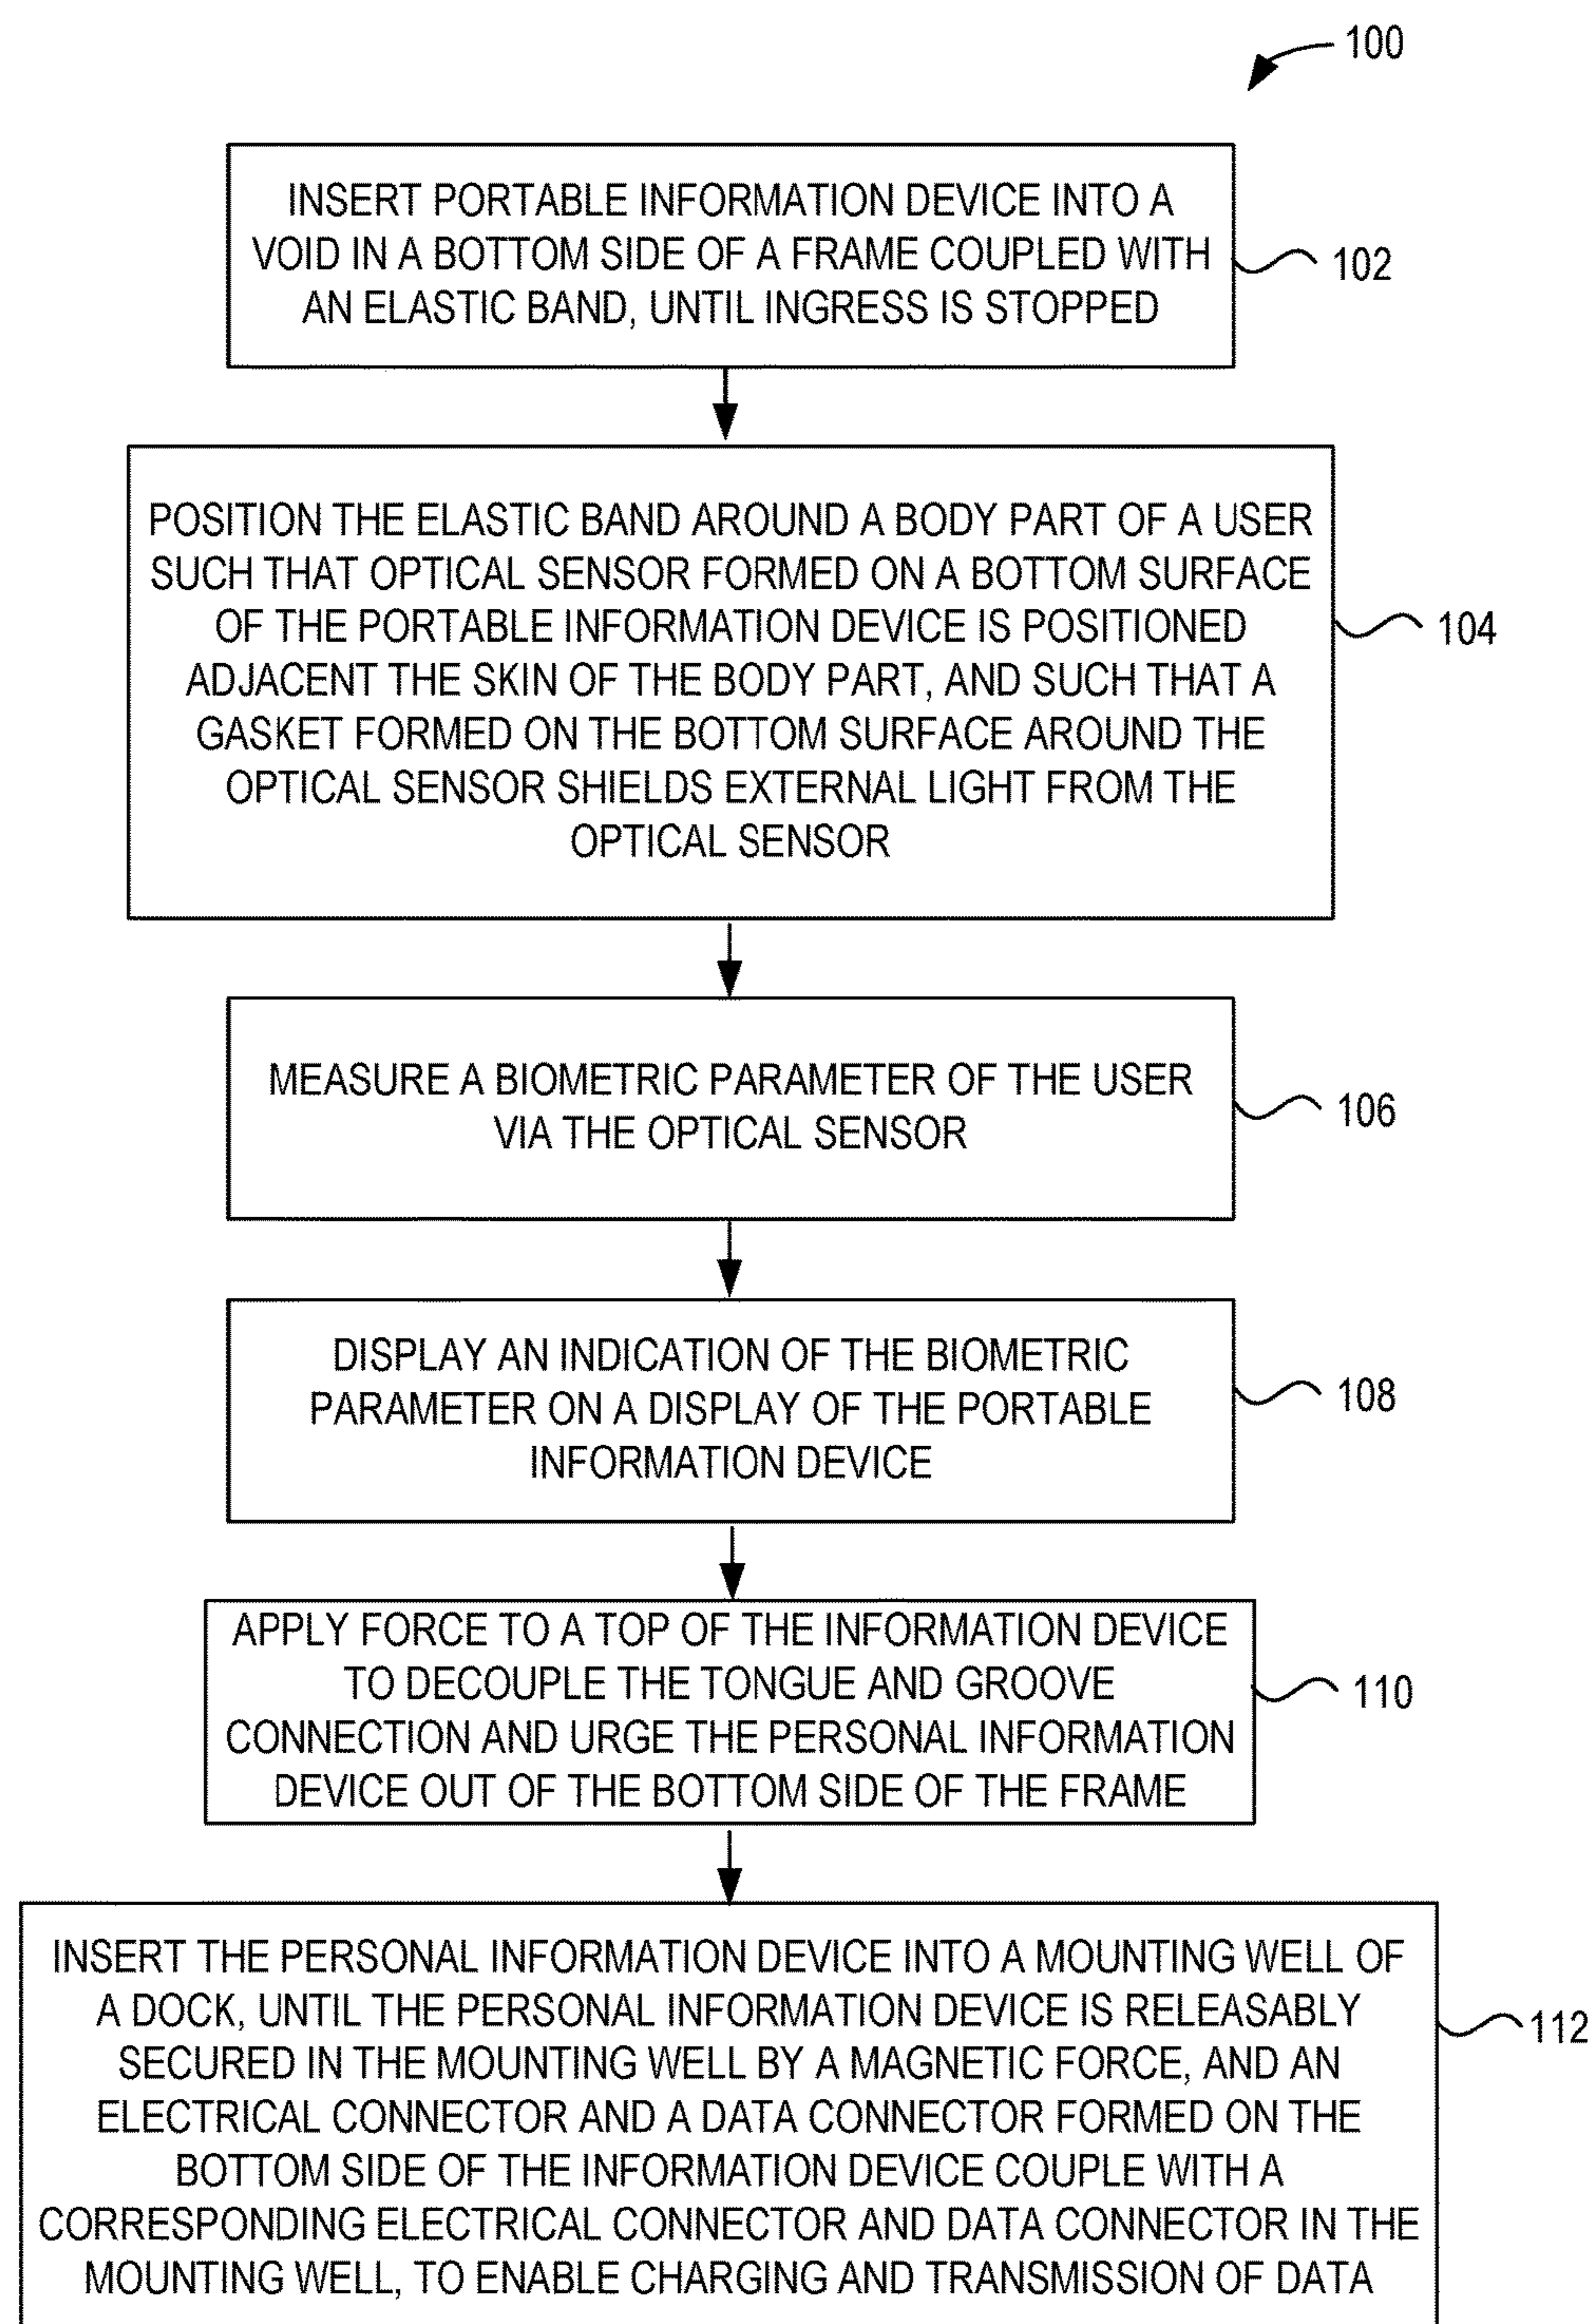 100
INSERT PORTABLE INFORMATION DEVICE INTO A
VOID IN A BOTTOM SIDE OF A FRAME COUPLED WITH
AN ELASTIC BAND, UNTIL INGRESS IS STOPPED
102
POSITION THE ELASTIC BAND AROUND A BODY PART OF A USER
SUCH THAT OPTICAL SENSOR FORMED ON A BOTTOM SURFACE
OF THE PORTABLE INFORMATION DEVICE IS POSITIONED
ADJACENT THE SKIN OF THE BODY PART, AND SUCH THAT A
GASKET FORMED ON THE BOTTOM SURFACE AROUND THE
OPTICAL SENSOR SHIELDS EXTERNAL LIGHT FROM THE
OPTICAL SENSOR
104
MEASURE A BIOMETRIC PARAMETER OF THE USER
VIA THE OPTICAL SENSOR
106
DISPLAY AN INDICATION OF THE BIOMETRIC
PARAMETER ON A DISPLAY OF THE PORTABLE
INFORMATION DEVICE
108
APPLY FORCE TO A TOP OF THE INFORMATION DEVICE
TO DECOUPLE THE TONGUE AND GROOVE
CONNECTION AND URGE THE PERSONAL INFORMATION
DEVICE OUT OF THE BOTTOM SIDE OF THE FRAME
110
INSERT THE PERSONAL INFORMATION DEVICE INTO A MOUNTING WELL OF
A DOCK, UNTIL THE PERSONAL INFORMATION DEVICE IS RELEASABLY
SECURED IN THE MOUNTING WELL BY A MAGNETIC FORCE, AND AN
ELECTRICAL CONNECTOR AND A DATA CONNECTOR FORMED ON THE
BOTTOM SIDE OF THE INFORMATION DEVICE COUPLE WITH A
CORRESPONDING ELECTRICAL CONNECTOR AND DATA CONNECTOR IN THE
MOUNTING WELL, TO ENABLE CHARGING AND TRANSMISSION OF DATA
112